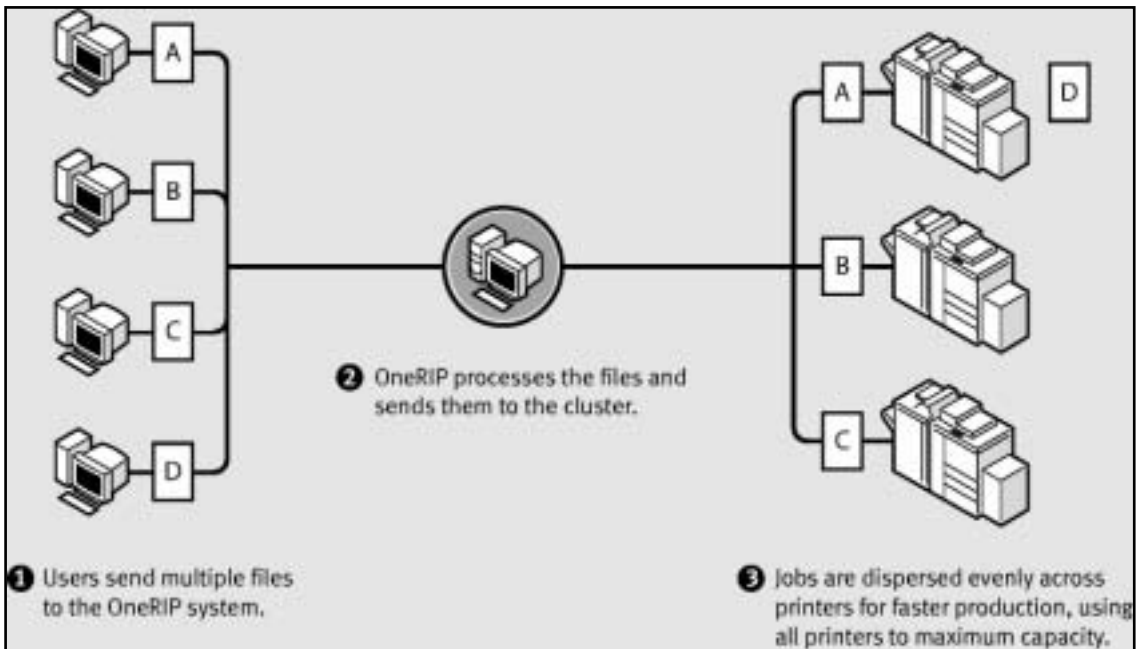 A
B
C
D
A
D
B
C
❷ OneRIP processes the files and
sends them to the cluster.
❶ Users send multiple files
to the OneRIP system.
❸ Jobs are dispersed evenly across
printers for faster production, using
all printers to maximum capacity.